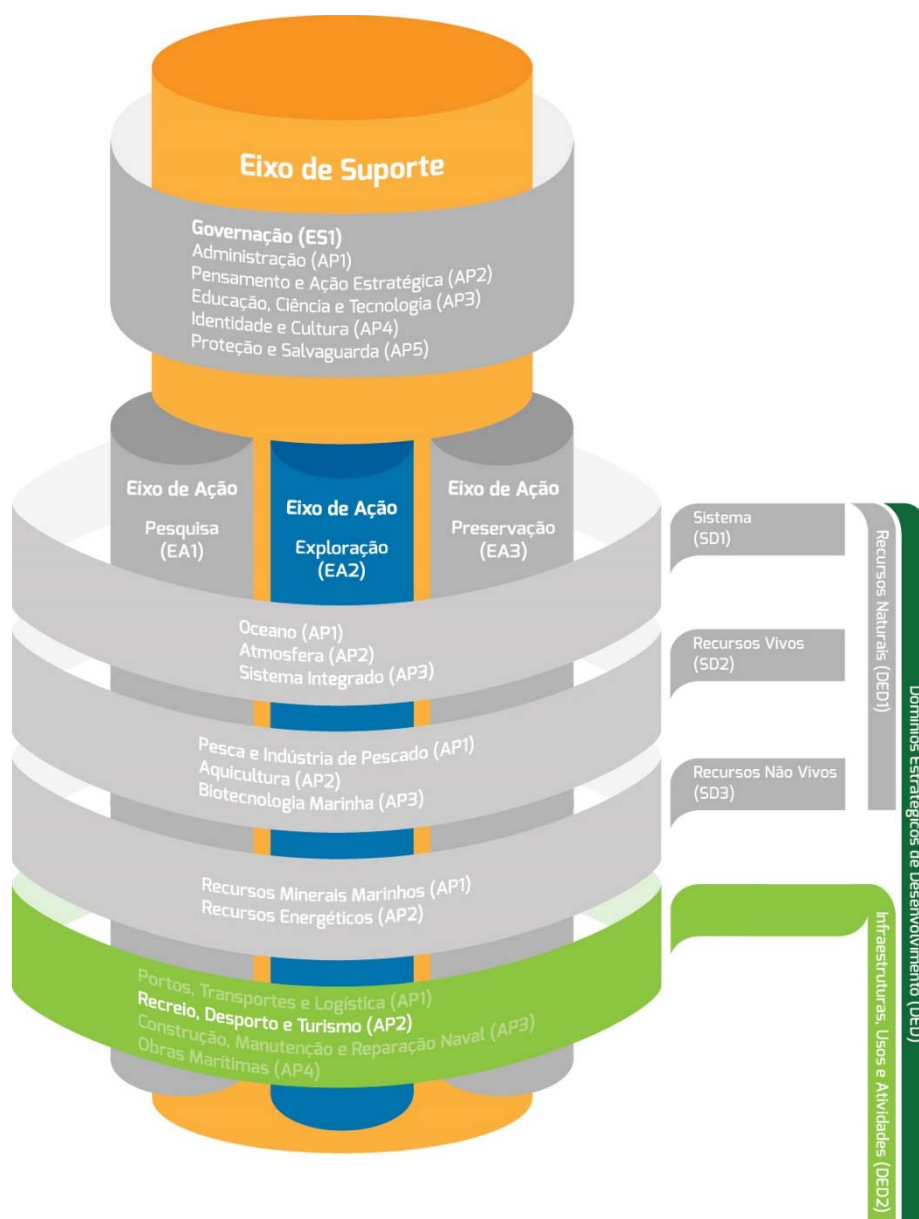 Eixo de Suporte
Governação (ES1)
Administração (AP1)
Pensamento e Ação Estratégica (AP2)
Educação, Ciência e Tecnologia (AP3)
Identidade e Cultura (AP4)
Proteção e Salvaguarda (AP5)
Eixo de Ação
Pesquisa
(EA1)
Eixo de Ação
Exploração
(EA2)
Eixo de Ação
Preservação
(EA3)
Oceano (AP1)
Atmosfera (AP2)
Sistema Integrado (AP3)
Pesca e Indústria de Pescado (AP1)
Aquicultura (AP2)
Biotecnologia Marinha (AP3)
Recursos Minerais Marinhos (AP1)
Recursos Energéticos (AP2)
Portos, Transportes e Logística (AP1)
Recreio, Desporto e Turismo (AP2)
Construção, Manutenção e Reparação Naval (AP3)
Obras Marítimas (AP4)
Sistema
(SD1)
Recursos Vivos
(SD2)
Recursos Não Vivos
(SD3)
Recursos Naturais (DED1)
Infraestruturas, Usos e Atividades (DED2)
Domínios Estratégicos de Desenvolvimento (DED)